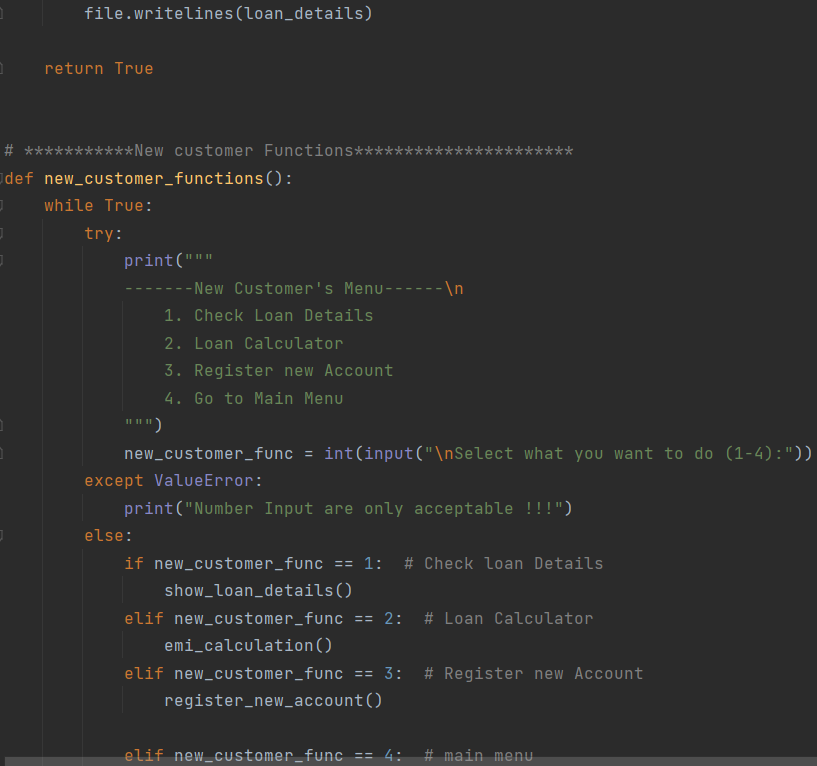 file.writelines(loan_details)
return True
# ***********New customer Functions**********************
def new_customer_functions():
while True:
try:
print("""
-------New Customer's Menu------\n
1. Check Loan Details
2. Loan Calculator
3. Register new Account
4. Go to Main Menu
""")
new_customer_func = int(input("\nSelect what you want to do (1-4):"))
except ValueError:
print("Number Input are only acceptable !!!")
else:
if new_customer_func == 1:  # Check loan Details
show_loan_details()
elif new_customer_func == 2:  # Loan Calculator
emi_calculation()
elif new_customer_func == 3:  # Register new Account
register_new_account()
elif new_customer_func == 4:  # main menu